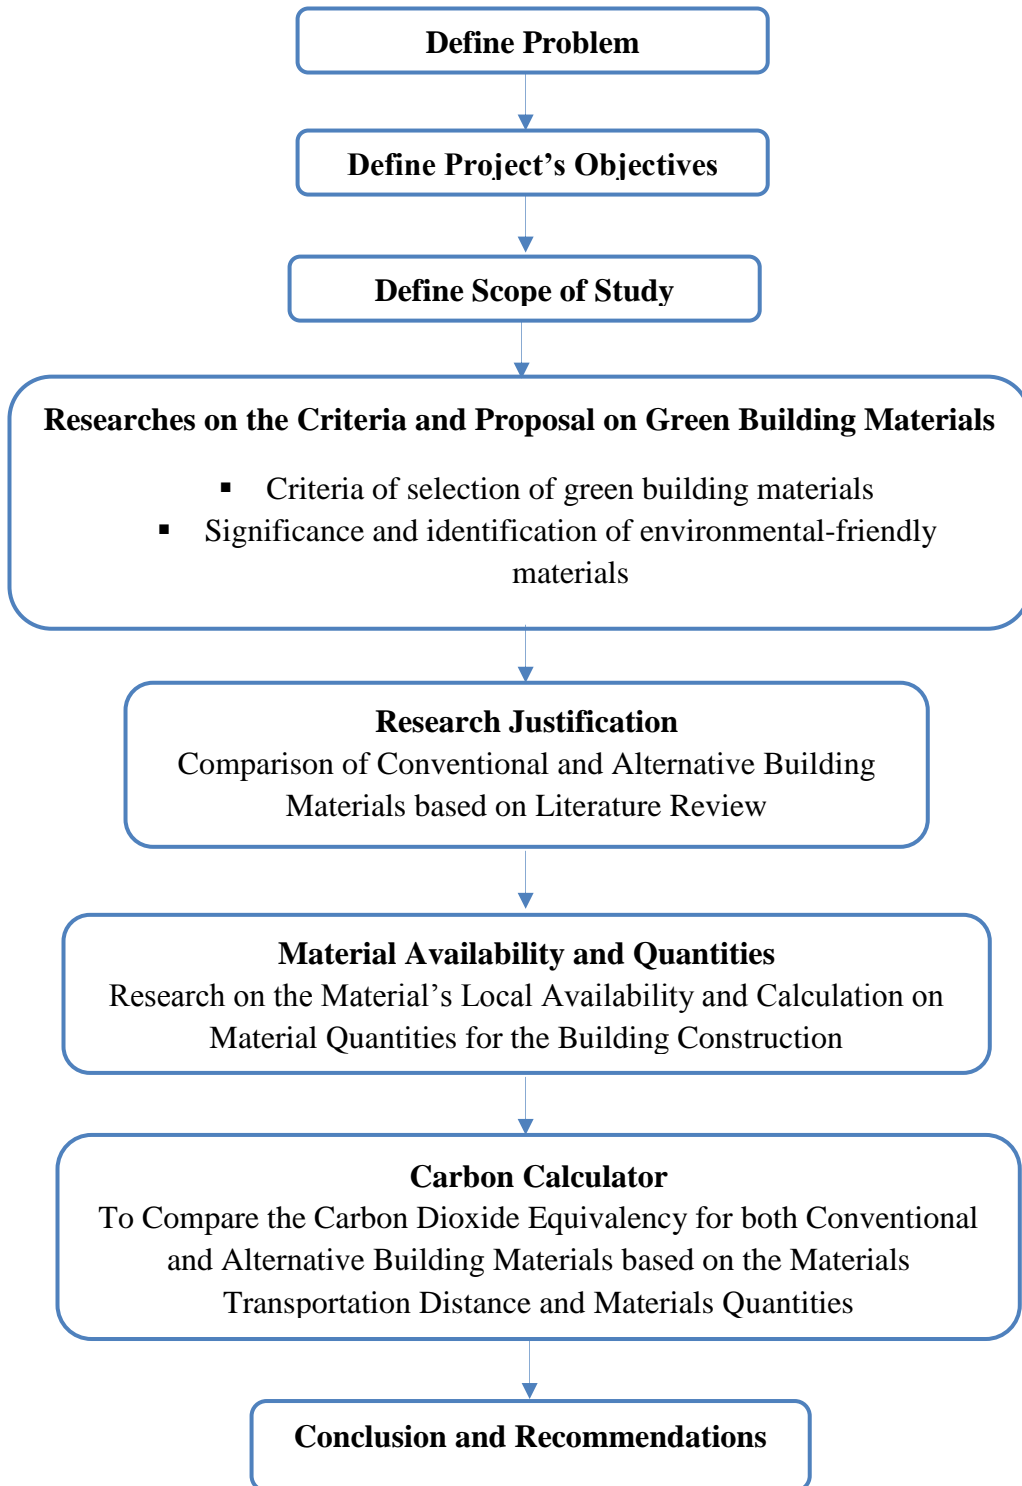 Define Problem
Define Project’s Objectives
Define Scope of Study
Researches on the Criteria and Proposal on Green Building Materials
▪ Criteria of selection of green building materials
▪ Significance and identification of environmental-friendly
materials
Research Justification
Comparison of Conventional and Alternative Building
Materials based on Literature Review
Material Availability and Quantities
Research on the Material’s Local Availability and Calculation on
Material Quantities for the Building Construction
Carbon Calculator
To Compare the Carbon Dioxide Equivalency for both Conventional
and Alternative Building Materials based on the Materials
Transportation Distance and Materials Quantities
Conclusion and Recommendations